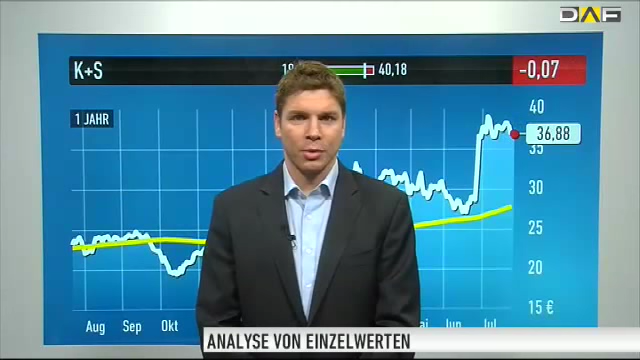 DAF
K+S
40,18
-0,07
1 JAHR
40
36,88
35
30
25
20
15 €
Aug Sep Okt Jun Jul
ANALYSE VON EINZELWERTEN